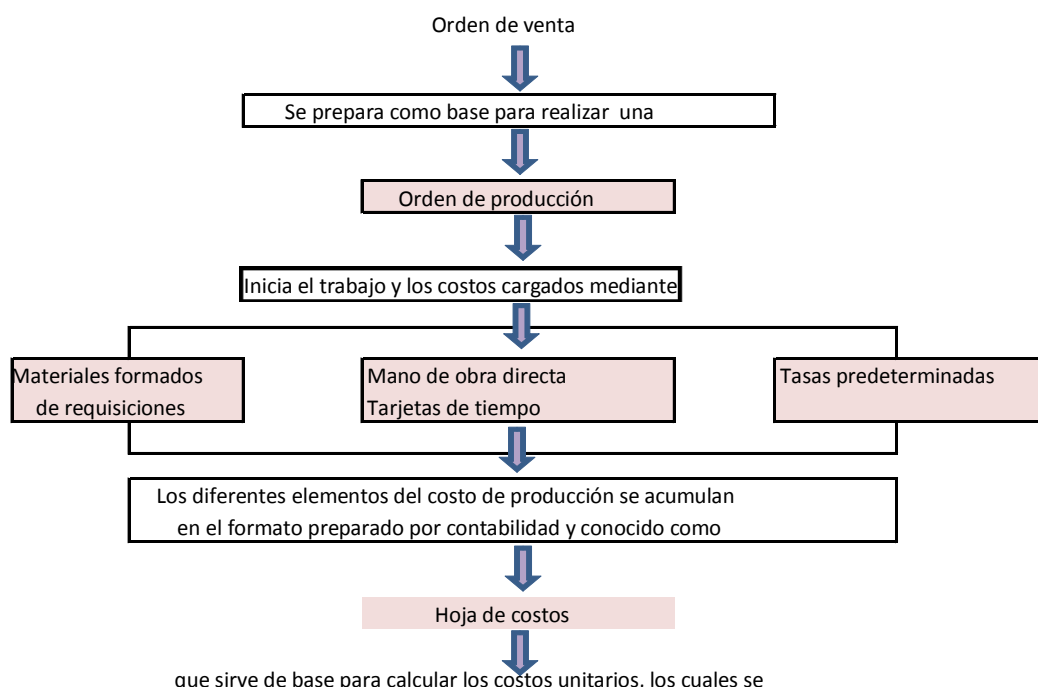 Orden de venta
Se prepara como base para realizar una
Orden de producción
Inicia el trabajo y los costos cargados mediante
Materiales formados
de requisiciones
Mano de obra directa
Tarjetas de tiempo
Tasas predeterminadas
Los diferentes elementos del costo de producción se acumulan
en el formato preparado por contabilidad y conocido como
Hoja de costos
que sirve de base para calcular los costos unitarios, los cuales se